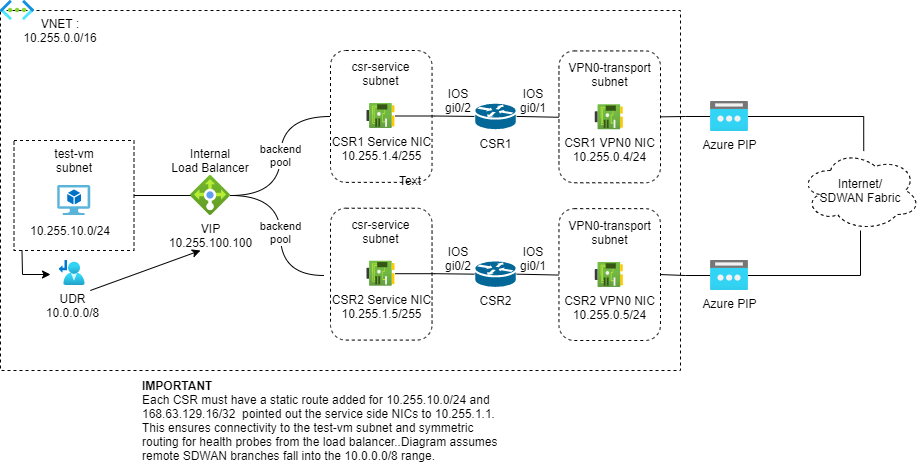 VNET :
10.255.0.0/16
test-vm
subnet
10.255.10.0/24
UDR
10.0.0.0/8
Internal
Load Balancer
VIP
10.255.100.100
backend
pool
backend
pool
csr-service
subnet
CSR1 Service NIC
10.255.1.4/255
Text
IOS
gi0/2
CSR1
IOS
gi0/1
VPN0-transport
subnet
CSR1 VPN0 NIC
10.255.0.4/24
Azure PIP
csr-service
subnet
CSR2 Service NIC
10.255.1.5/255
IOS
gi0/2
CSR2
IOS
gi0/1
VPN0-transport
subnet
CSR2 VPN0 NIC
10.255.0.5/24
Azure PIP
Internet/
SDWAN Fabric
IMPORTANT
Each CSR must have a static route added for 10.255.10.0/24 and
168.63.129.16/32  pointed out the service side NICs to 10.255.1.1.
This ensures connectivity to the test-vm subnet and symmetric
routing for health probes from the load balancer..Diagram assumes
remote SDWAN branches fall into the 10.0.0.0/8 range.